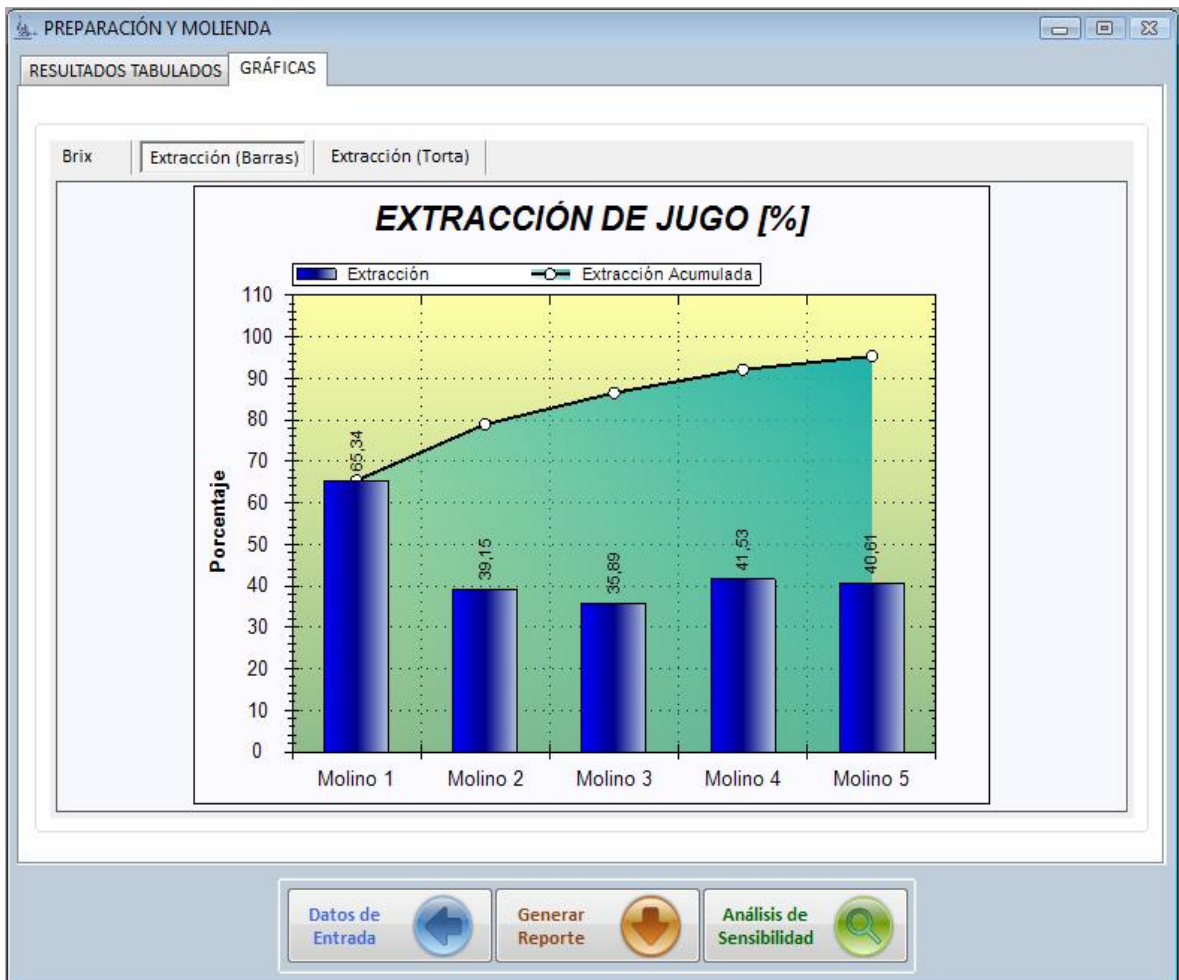 PREPARACIÓN Y MOLIENDA
RESULTADOS TABULADOS GRÁFICAS
Brix Extracción (Barras) Extracción (Torta)
EXTRACCIÓN DE JUGO [%]
Extracción Extracción Acumulada
Porcentaje
110
100
90
80
70
60
50
40
30
20
10
0
65,34
39,15
35,89
41,53
40,61
Molino 1 Molino 2 Molino 3 Molino 4 Molino 5
Datos de
Entrada
Generar
Reporte
Análisis de
Sensibilidad